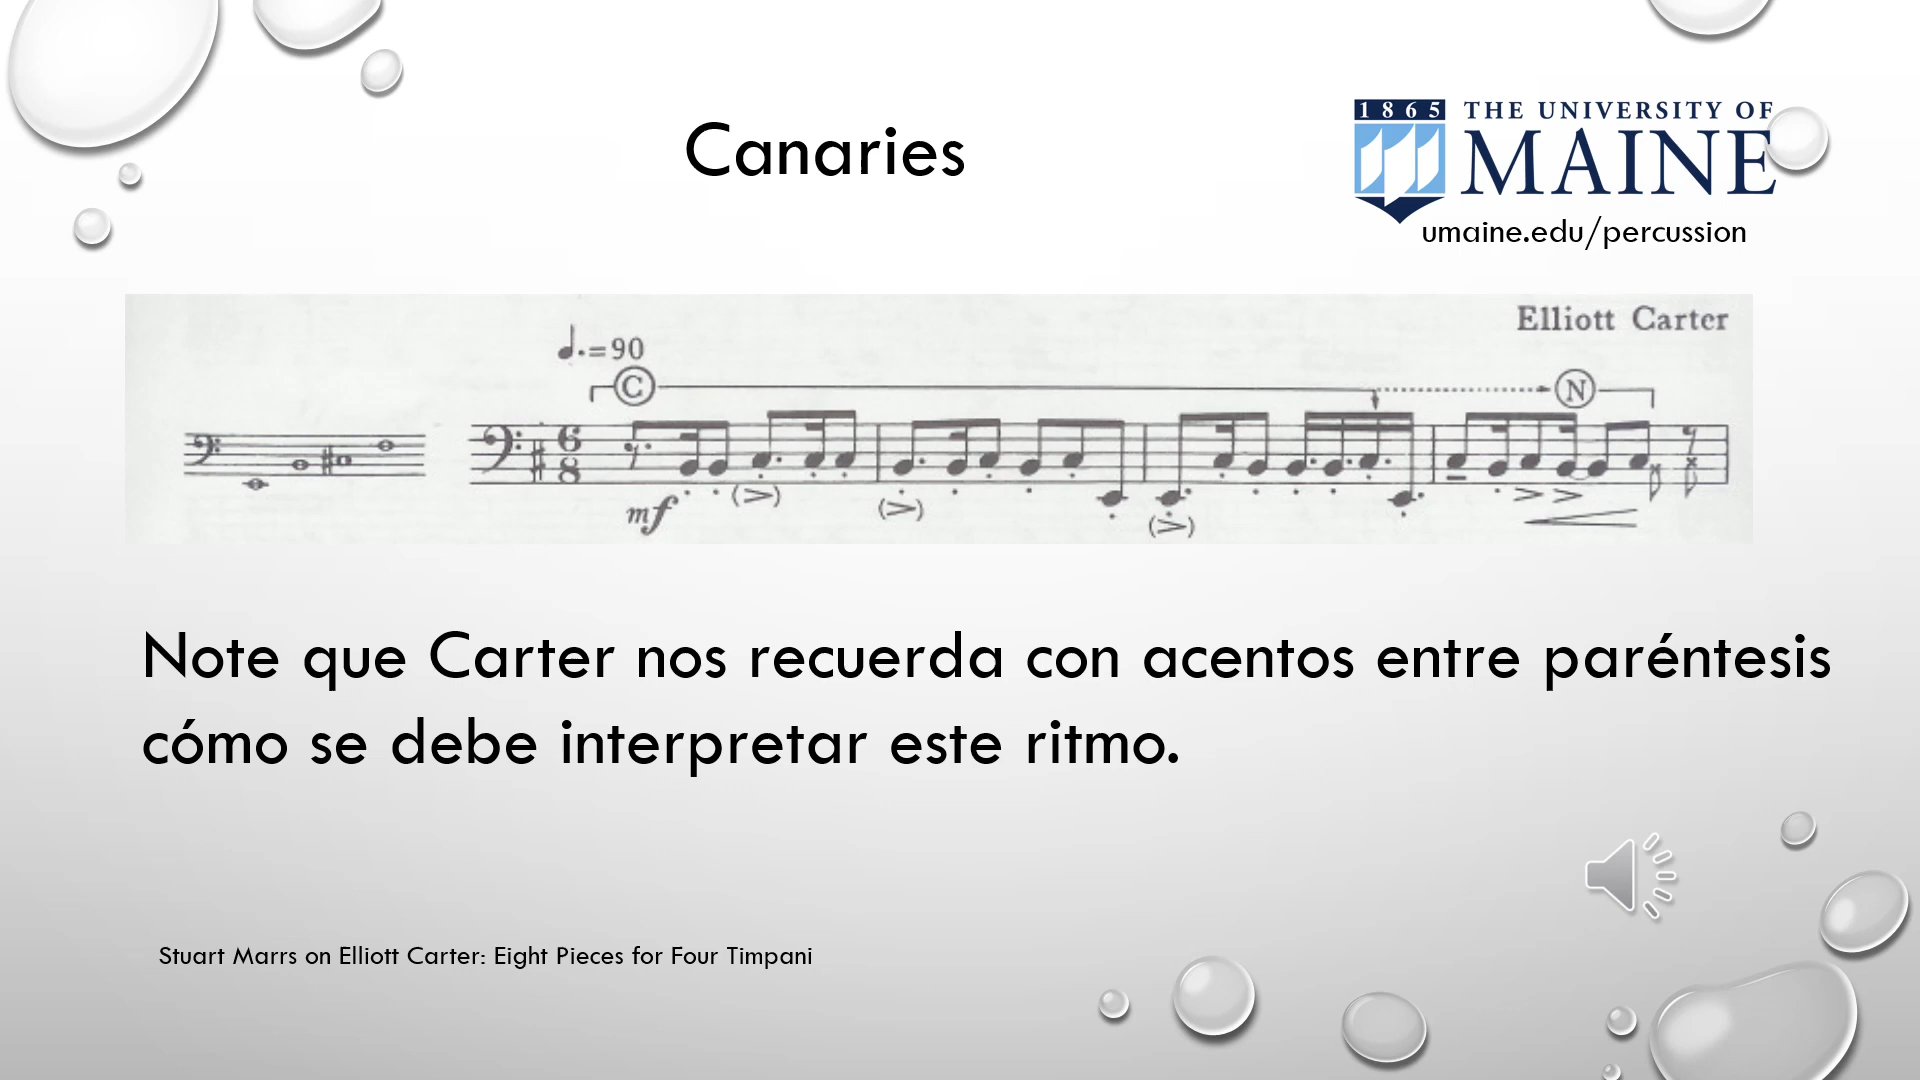 Canaries
1865
THE UNIVERSITY OF
MAINE
umaine.edu/percussion
Elliott Carter
♩.=90
C
N
6
8
mf
Note que Carter nos recuerda con acentos entre paréntesis
cómo se debe interpretar este ritmo.
Stuart Marrs on Elliott Carter: Eight Pieces for Four Timpani